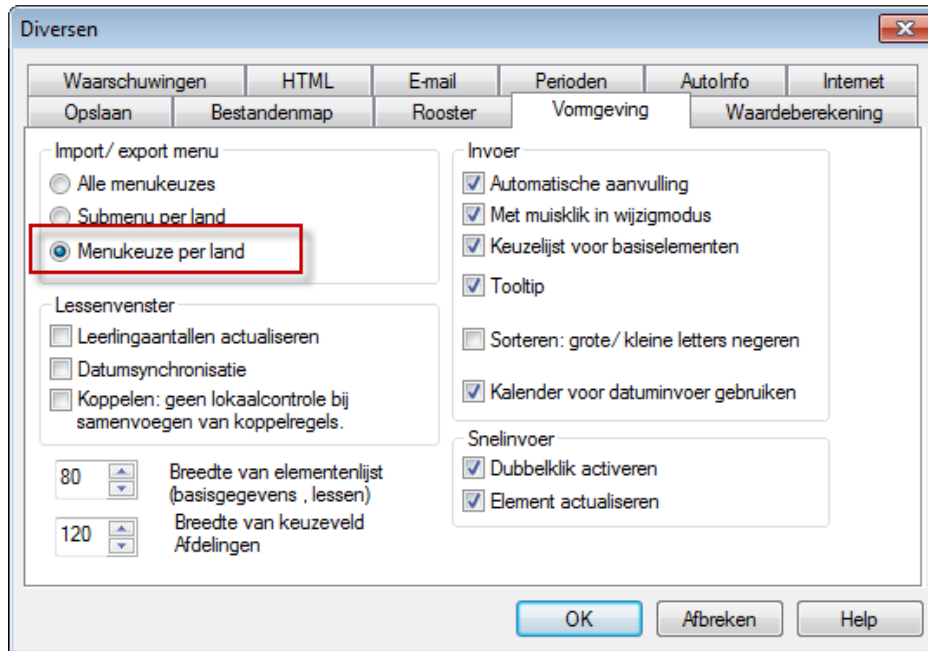 Diversen
Waarschuwingen HTML E-mail Perioden AutoInfo Internet
Opslaan Bestandenmap Rooster Vormgeving Waardeberekening
Import/ export menu
Alle menukeuzes
Submenu per land
Menukeuze per land
Lessenvenster
Leerlingaantallen actualiseren
Datumsynchronisatie
Koppelen: geen lokaalcontrole bij
samenvoegen van koppelregels.
80 Breedte van elementenlijst
(basisgegevens , lessen)
120 Breedte van keuzeveld
Afdelingen
Invoer
Automatische aanvulling
Met muisklik in wijzigmodus
Keuzelijst voor basiselementen
Tooltip
Sorteren: grote/ kleine letters negeren
Kalender voor datuminvoer gebruiken
Snelinvoer
Dubbelklik activeren
Element actualiseren
OK Afbreken Help